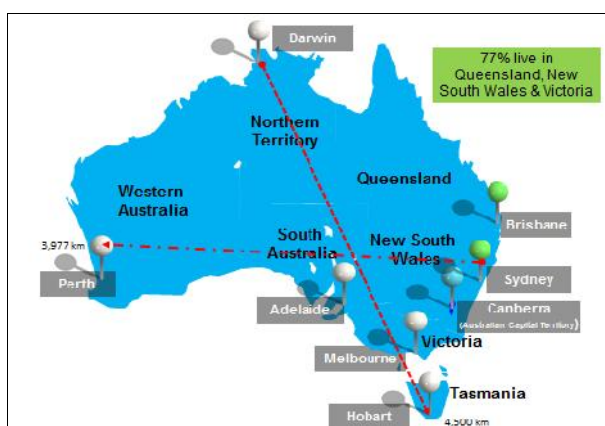 Darwin
77% live in
Queensland, New
South Wales & Victoria
Northern
Territory
Queensland
Western
Australia
Brisbane
3,977 km
South
Australia
New South
Wales
Perth
Sydney
Adelaide
Canberra
(Australian Capital Territory)
Victoria
Melbourne
Tasmania
Hobart
4,500 km